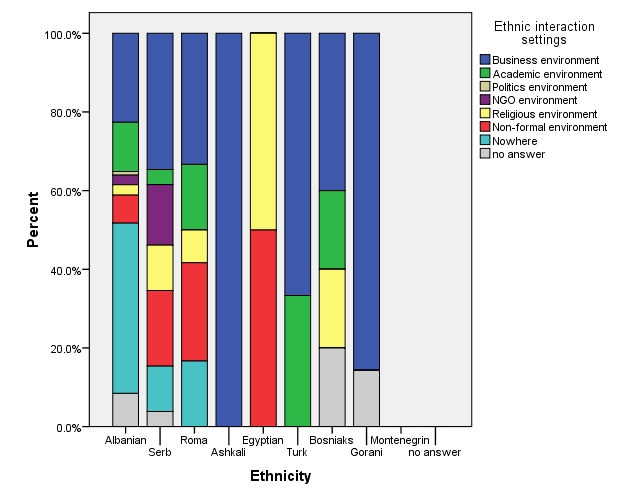 Ethnic interaction
settings
Business environment
Academic environment
Politics environment
NGO environment
Religious environment
Non-formal environment
Nowhere
no answer
Percent
100.0%
80.0%
60.0%
40.0%
20.0%
0.0%
Albanian
Serb
Roma
Ashkali
Egyptian
Turk
Bosniaks
Gorani
Montenegrin
no answer
Ethnicity